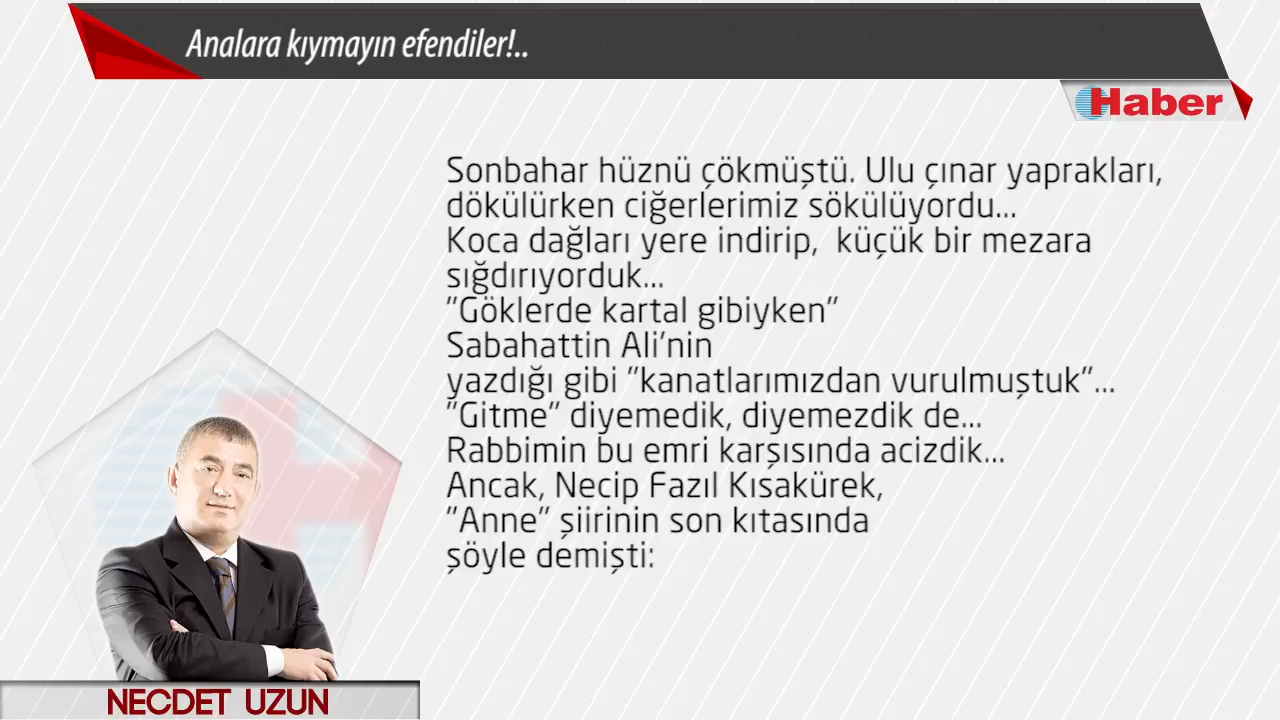 Analara kıymayın efendiler!..
Haber
Sonbahar hüznü çökmüştü. Ulu çınar yaprakları,
dökülürken ciğerlerimiz sökülüyordu...
Koca dağları yere indirip,  küçük bir mezara
sığdırıyorduk...
"Göklerde kartal gibiyken"
Sabahattin Ali'nin
yazdığı gibi "kanatlarımızdan vurulmuştuk"...
"Gitme" diyemedik, diyemezdik de...
Rabbimin bu emri karşısında acizdik...
Ancak, Necip Fazıl Kısakürek,
"Anne" şiirinin son kıtasında
şöyle demişti:
NECDET UZUN